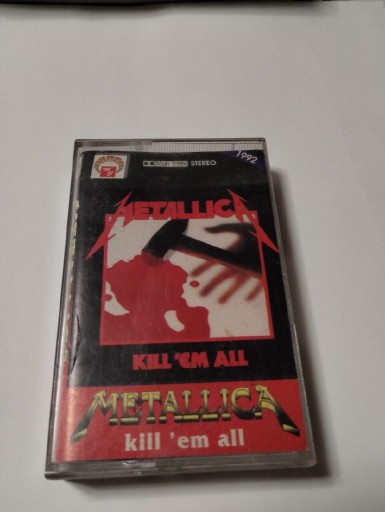 STEREO
1992
METALLICA
KILL 'EM ALL
METALLICA
kill 'em all